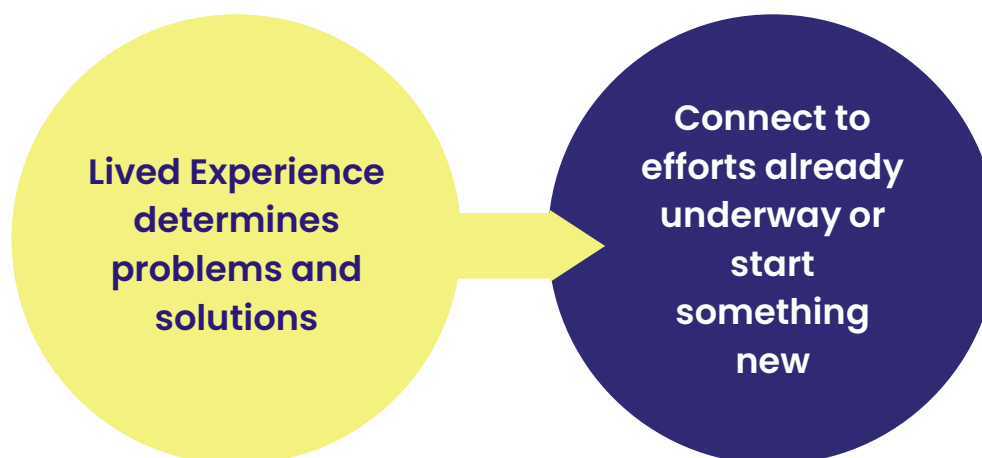 Lived Experience
determines
problems and
solutions
Connect to
efforts already
underway or
start
something
new